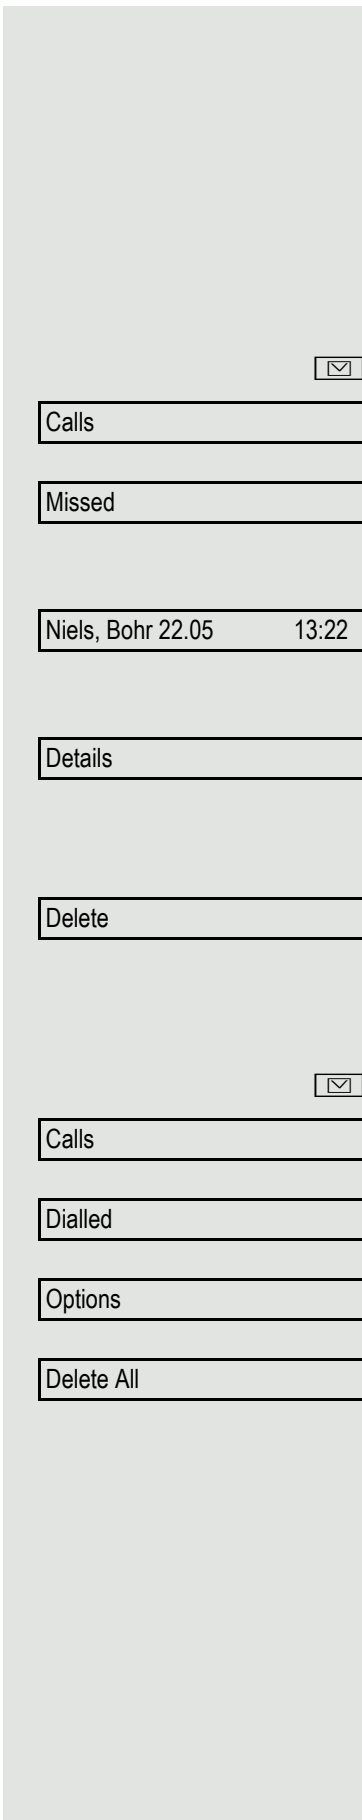 Calls
Missed
Niels, Bohr 22.05 13:22
Details
Delete
Calls
Dialled
Options
Delete All